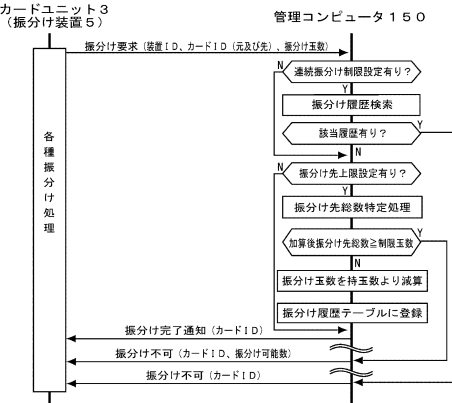 カードユニット３
（振分け装置５）
管理コンピュータ１５０
振分け要求（装置ＩＤ、カードＩＤ（元及び先）、振分け玉数）
連続振分け制限設定有り？
N
Y
振分け履歴検索
該当履歴有り？
Y
N
各種振分け処理
振分け先上限設定有り？
N
Y
振分け先総数特定処理
加算後振分け先総数≧制限玉数
Y
N
振分け玉数を持玉数より減算
振分け履歴テーブルに登録
振分け完了通知（カードＩＤ）
振分け不可（カードＩＤ、振分け可能数）
振分け不可（カードＩＤ）